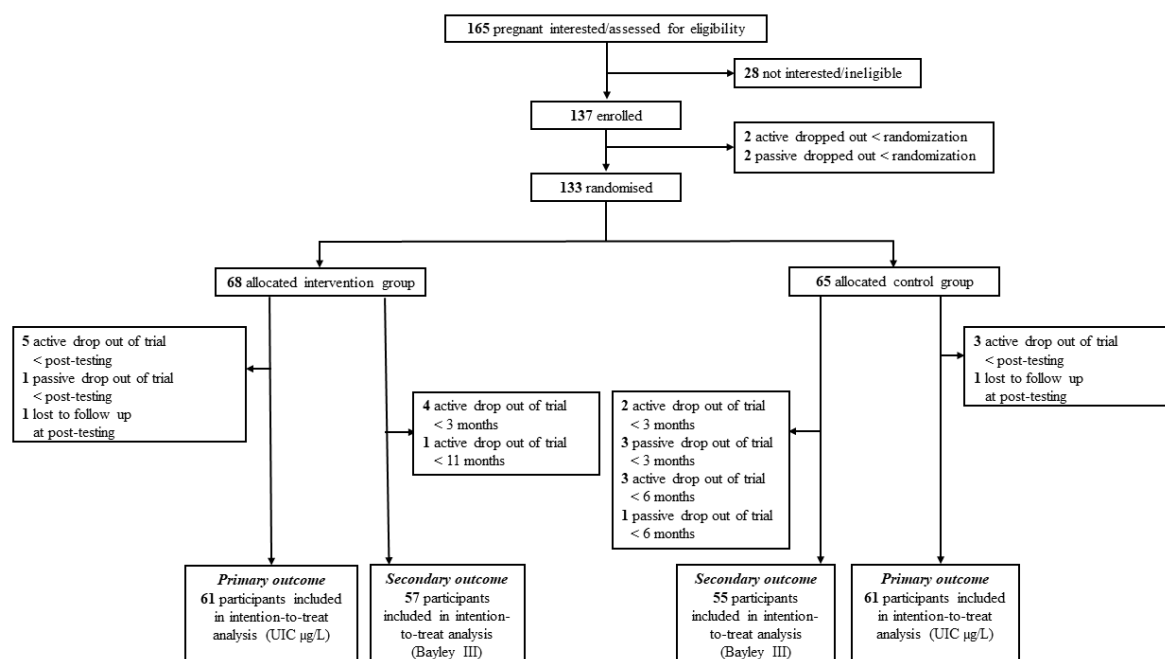 165 pregnant interested/assessed for eligibility
28 not interested/ineligible
137 enrolled
2 active dropped out < randomization
2 passive dropped out < randomization
133 randomised
68 allocated intervention group
65 allocated control group
5 active drop out of trial
< post-testing
1 passive drop out of trial
< post-testing
1 lost to follow up
at post-testing
4 active drop out of trial
< 3 months
1 active drop out of trial
< 11 months
2 active drop out of trial
< 3 months
3 passive drop out of trial
< 3 months
3 active drop out of trial
< 6 months
1 passive drop out of trial
< 6 months
3 active drop out of trial
< post-testing
1 lost to follow up
at post-testing
Primary outcome
61 participants included
in intention-to-treat
analysis (UIC µg/L)
Secondary outcome
57 participants
included in intention-
to-treat analysis
(Bayley III)
Secondary outcome
55 participants
included in intention-
to-treat analysis
(Bayley III)
Primary outcome
61 participants included
in intention-to-treat
analysis (UIC µg/L)